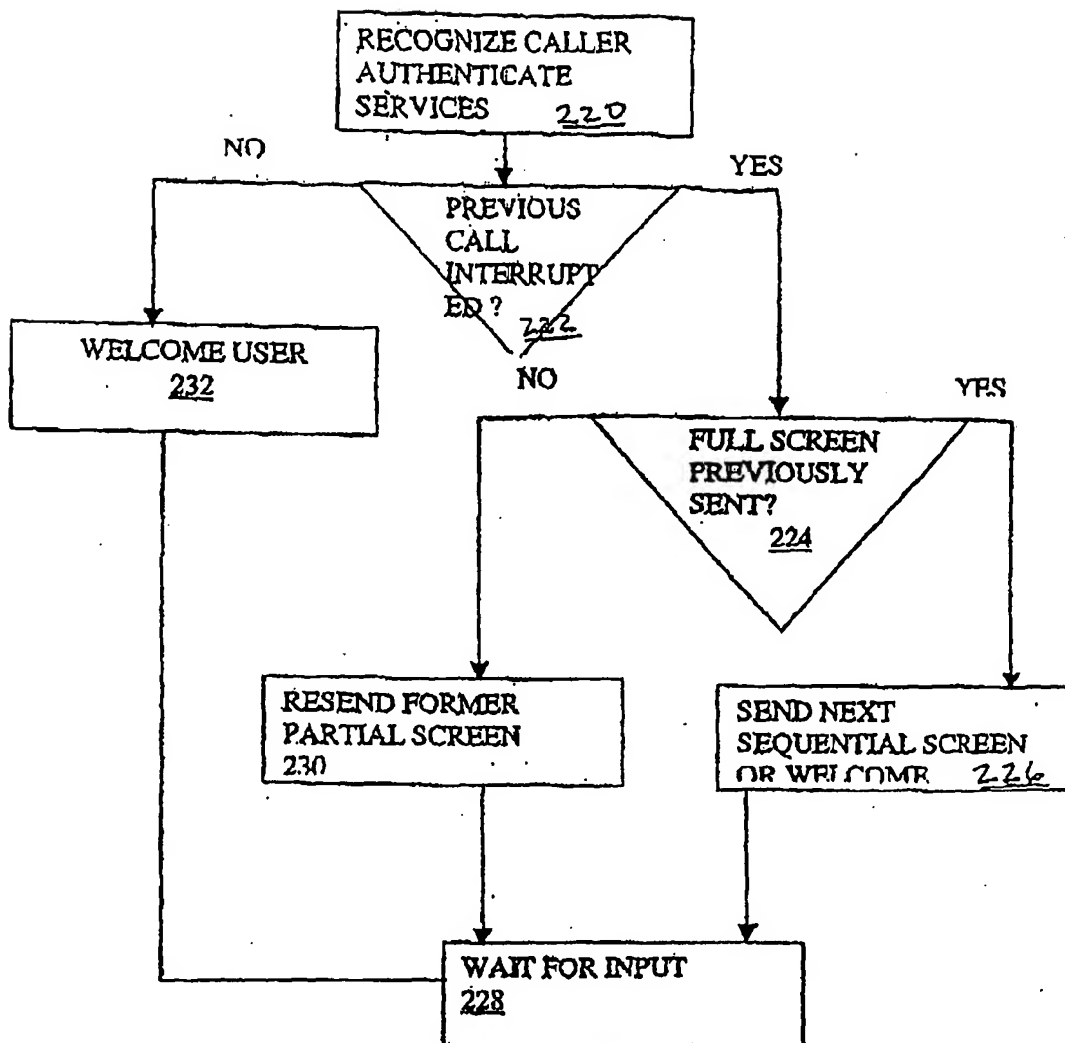 RECOGNIZE CALLER
AUTHENTICATE
SERVICES 220
NO
YES
PREVIOUS
CALL
INTERRUPT
ED ?
222
WELCOME USER
232
NO
YES
FULL SCREEN
PREVIOUSLY
SENT?
224
RESEND FORMER
PARTIAL SCREEN
230
SEND NEXT
SEQUENTIAL SCREEN
OR WELCOME 226
WAIT FOR INPUT
228